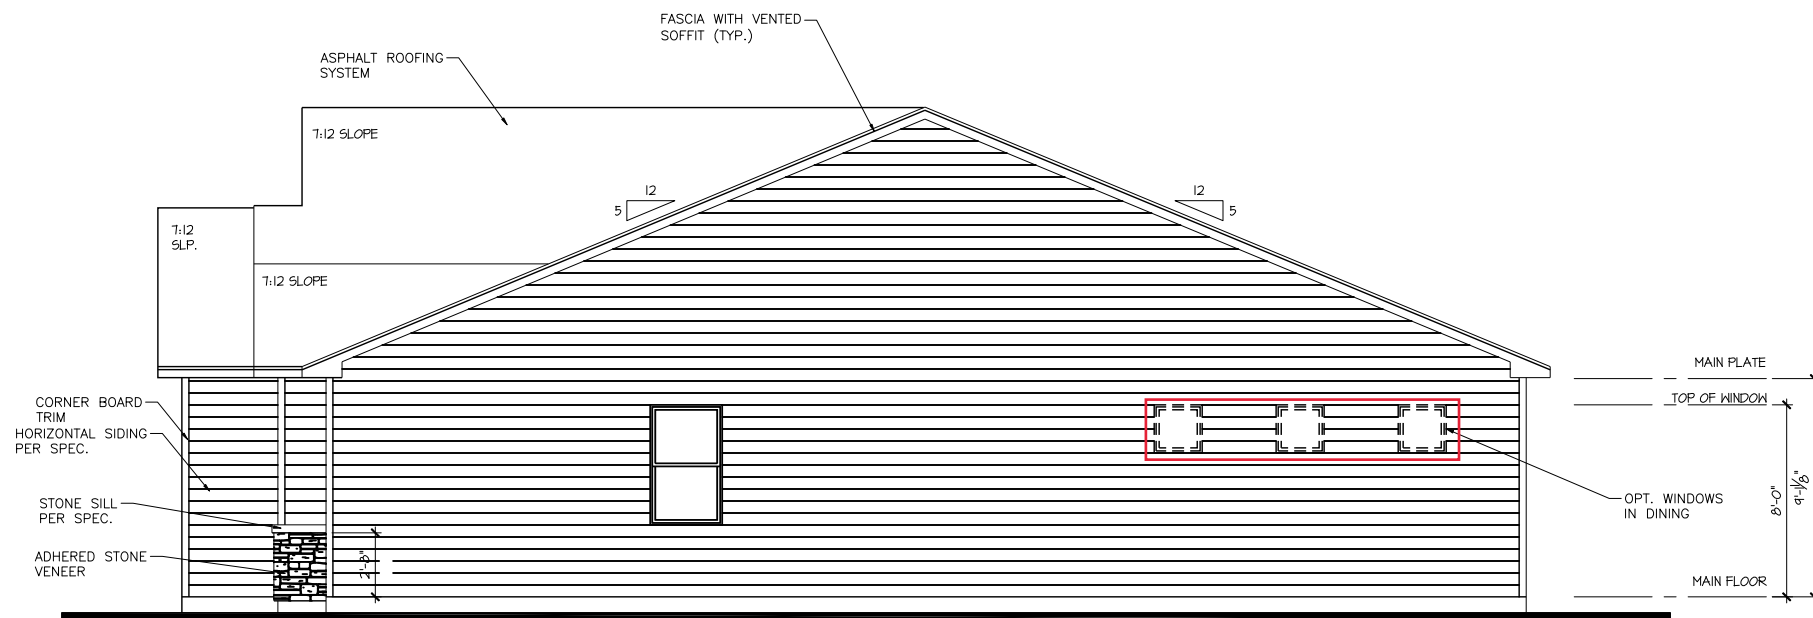 FASCIA WITH VENTED
SOFFIT (TYP.)
ASPHALT ROOFING
SYSTEM
7:12 SLOPE
12
5
12
5
7:12
SLP.
7:12 SLOPE
MAIN PLATE
TOP OF WINDOW
CORNER BOARD
TRIM
HORIZONTAL SIDING
PER SPEC.
STONE SILL
PER SPEC.
ADHERED STONE
VENEER
2'-8"
OPT. WINDOWS
IN DINING
8'-0"
9'-1 1/8"
MAIN FLOOR